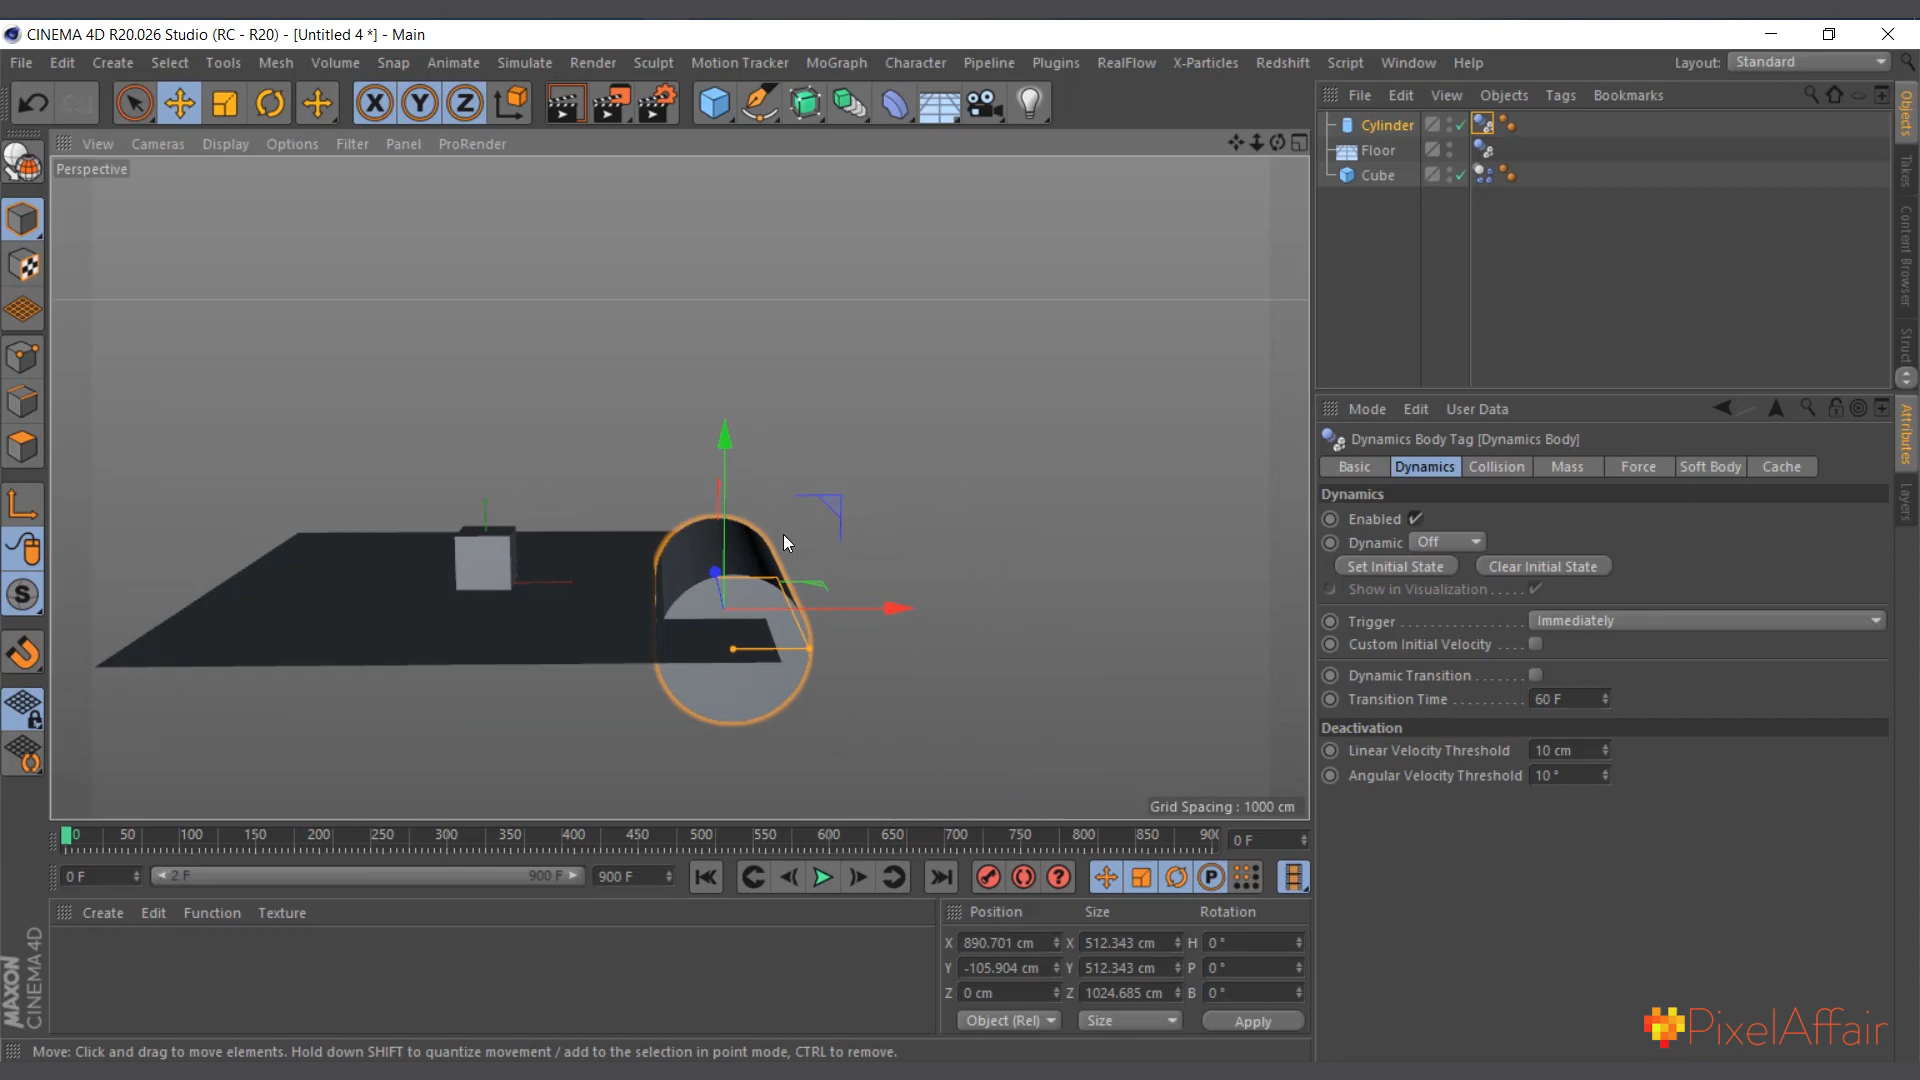 CINEMA 4D R20.026 Studio (RC - R20) - [Untitled 4 *] - Main
File Edit Create Select Tools Mesh Volume Snap Animate Simulate Render Sculpt Motion Tracker MoGraph Character Pipeline Plugins RealFlow X-Particles Redshift Script Window Help Layout: Standard
X Y Z
File Edit View Objects Tags Bookmarks
View Cameras Display Options Filter Panel ProRender
Perspective
Cylinder
Floor
Cube
Objects
Takes
Content Browser
Struct
Mode Edit User Data
Attributes
Layers
Dynamics Body Tag [Dynamics Body]
Basic Dynamics Collision Mass Force Soft Body Cache
Dynamics
Enabled
Dynamic Off
Set Initial State Clear Initial State
Show in Visualization . . . . .
Trigger . . . . . . . . . . . . . . . Immediately
Custom Initial Velocity . . . .
Dynamic Transition . . . . . . .
Transition Time . . . . . . . . . . 60 F
Deactivation
Linear Velocity Threshold 10 cm
Angular Velocity Threshold 10 °
Grid Spacing : 1000 cm
0 50 100 150 200 250 300 350 400 450 500 550 600 650 700 750 800 850 90 0 F
0 F 2 F 900 F 900 F
P
S
Create Edit Function Texture
Position Size Rotation
X 890.701 cm X 512.343 cm H 0 °
Y -105.904 cm Y 512.343 cm P 0 °
Z 0 cm Z 1024.685 cm B 0 °
Object (Rel) Size Apply
MAXON
CINEMA 4D
PixelAffair
Move: Click and drag to move elements. Hold down SHIFT to quantize movement / add to the selection in point mode, CTRL to remove.